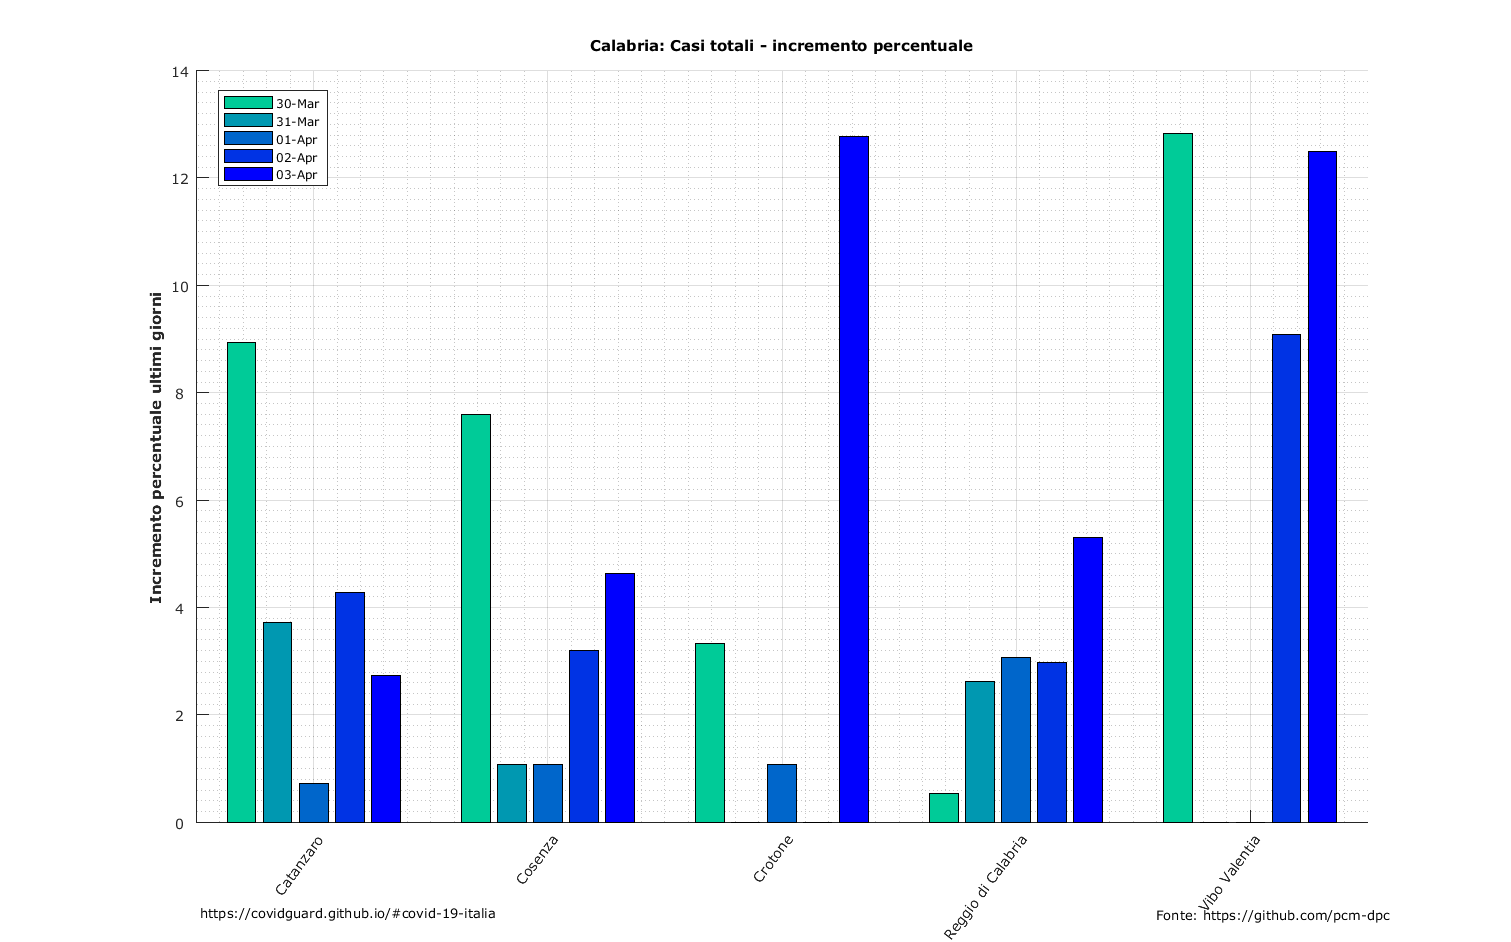 Calabria: Casi totali - incremento percentuale
14
12
10
8
6
4
2
0
Incremento percentuale ultimi giorni
30-Mar
31-Mar
01-Apr
02-Apr
03-Apr
Catanzaro
Cosenza
Crotone
Reggio di Calabria
Vibo Valentia
https://covidguard.github.io/#covid-19-italia
Fonte: https://github.com/pcm-dpc